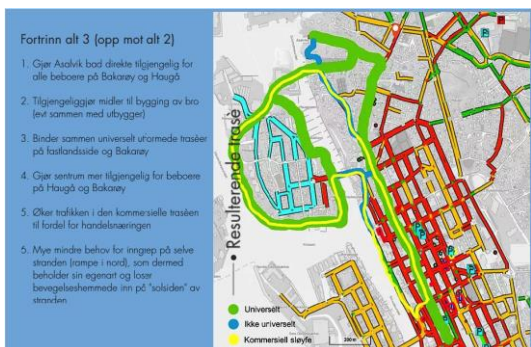 Fortrinn alt 3 (opp mot alt 2)
1. Gjør Asalvik bad direkte tilgjengelig for
alle beboere på Bakarøy og Haugå
2. Tilgjengeliggjør midler til bygging av bro
(evt sammen med utbygger)
3. Binder sammen universelt utformede traséer
på fastlandsside og Bakarøy
4. Gjør sentrum mer tilgjengelig for beboere
på Haugå og Bakarøy
5. Øker trafikken i den kommersielle traséen
til fordel for handelsnæringen
6. Mye mindre behov for inngrep på selve
stranden (rampe i nord), som dermed
beholder sin egenart og loser
bevegelseshemmede inn på "solsiden" av
stranden
• Resulterende trase
Universelt
Ikke universelt
Kommersiell sløyfe
200 m